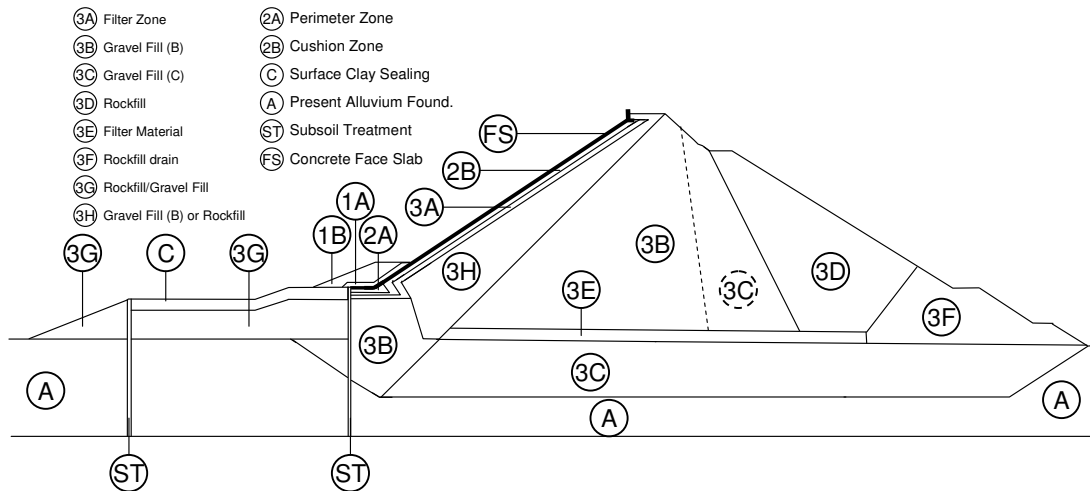 3A Filter Zone
3B Gravel Fill (B)
3C Gravel Fill (C)
3D Rockfill
3E Filter Material
3F Rockfill drain
3G Rockfill/Gravel Fill
3H Gravel Fill (B) or Rockfill
2A Perimeter Zone
2B Cushion Zone
C Surface Clay Sealing
A Present Alluvium Found.
ST Subsoil Treatment
FS Concrete Face Slab
FS
2B
1A
3A
1B
2A
3G
C
3G
3H
3B
3C
3D
3E
3F
3B
3C
A
A
A
ST
ST